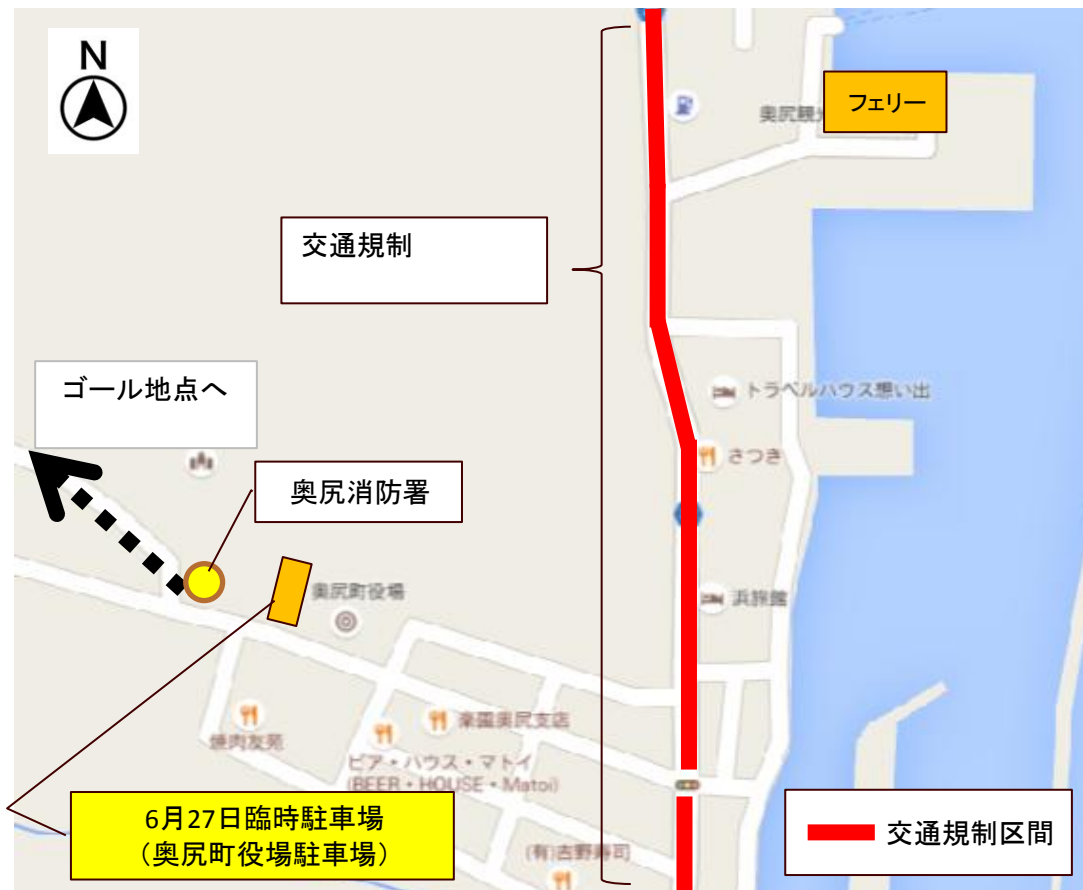 N
フェリー
奥尻観
交通規制
ゴール地点へ
トラベルハウス想い出
さつき
奥尻消防署
奥尻町役場
浜旅館
楽園奥尻支店
焼肉友苑
ビア・ハウス・マトイ
(BEER・HOUSE・Matoi)
6月27日臨時駐車場
（奥尻町役場駐車場）
(有)吉野寿司
交通規制区間